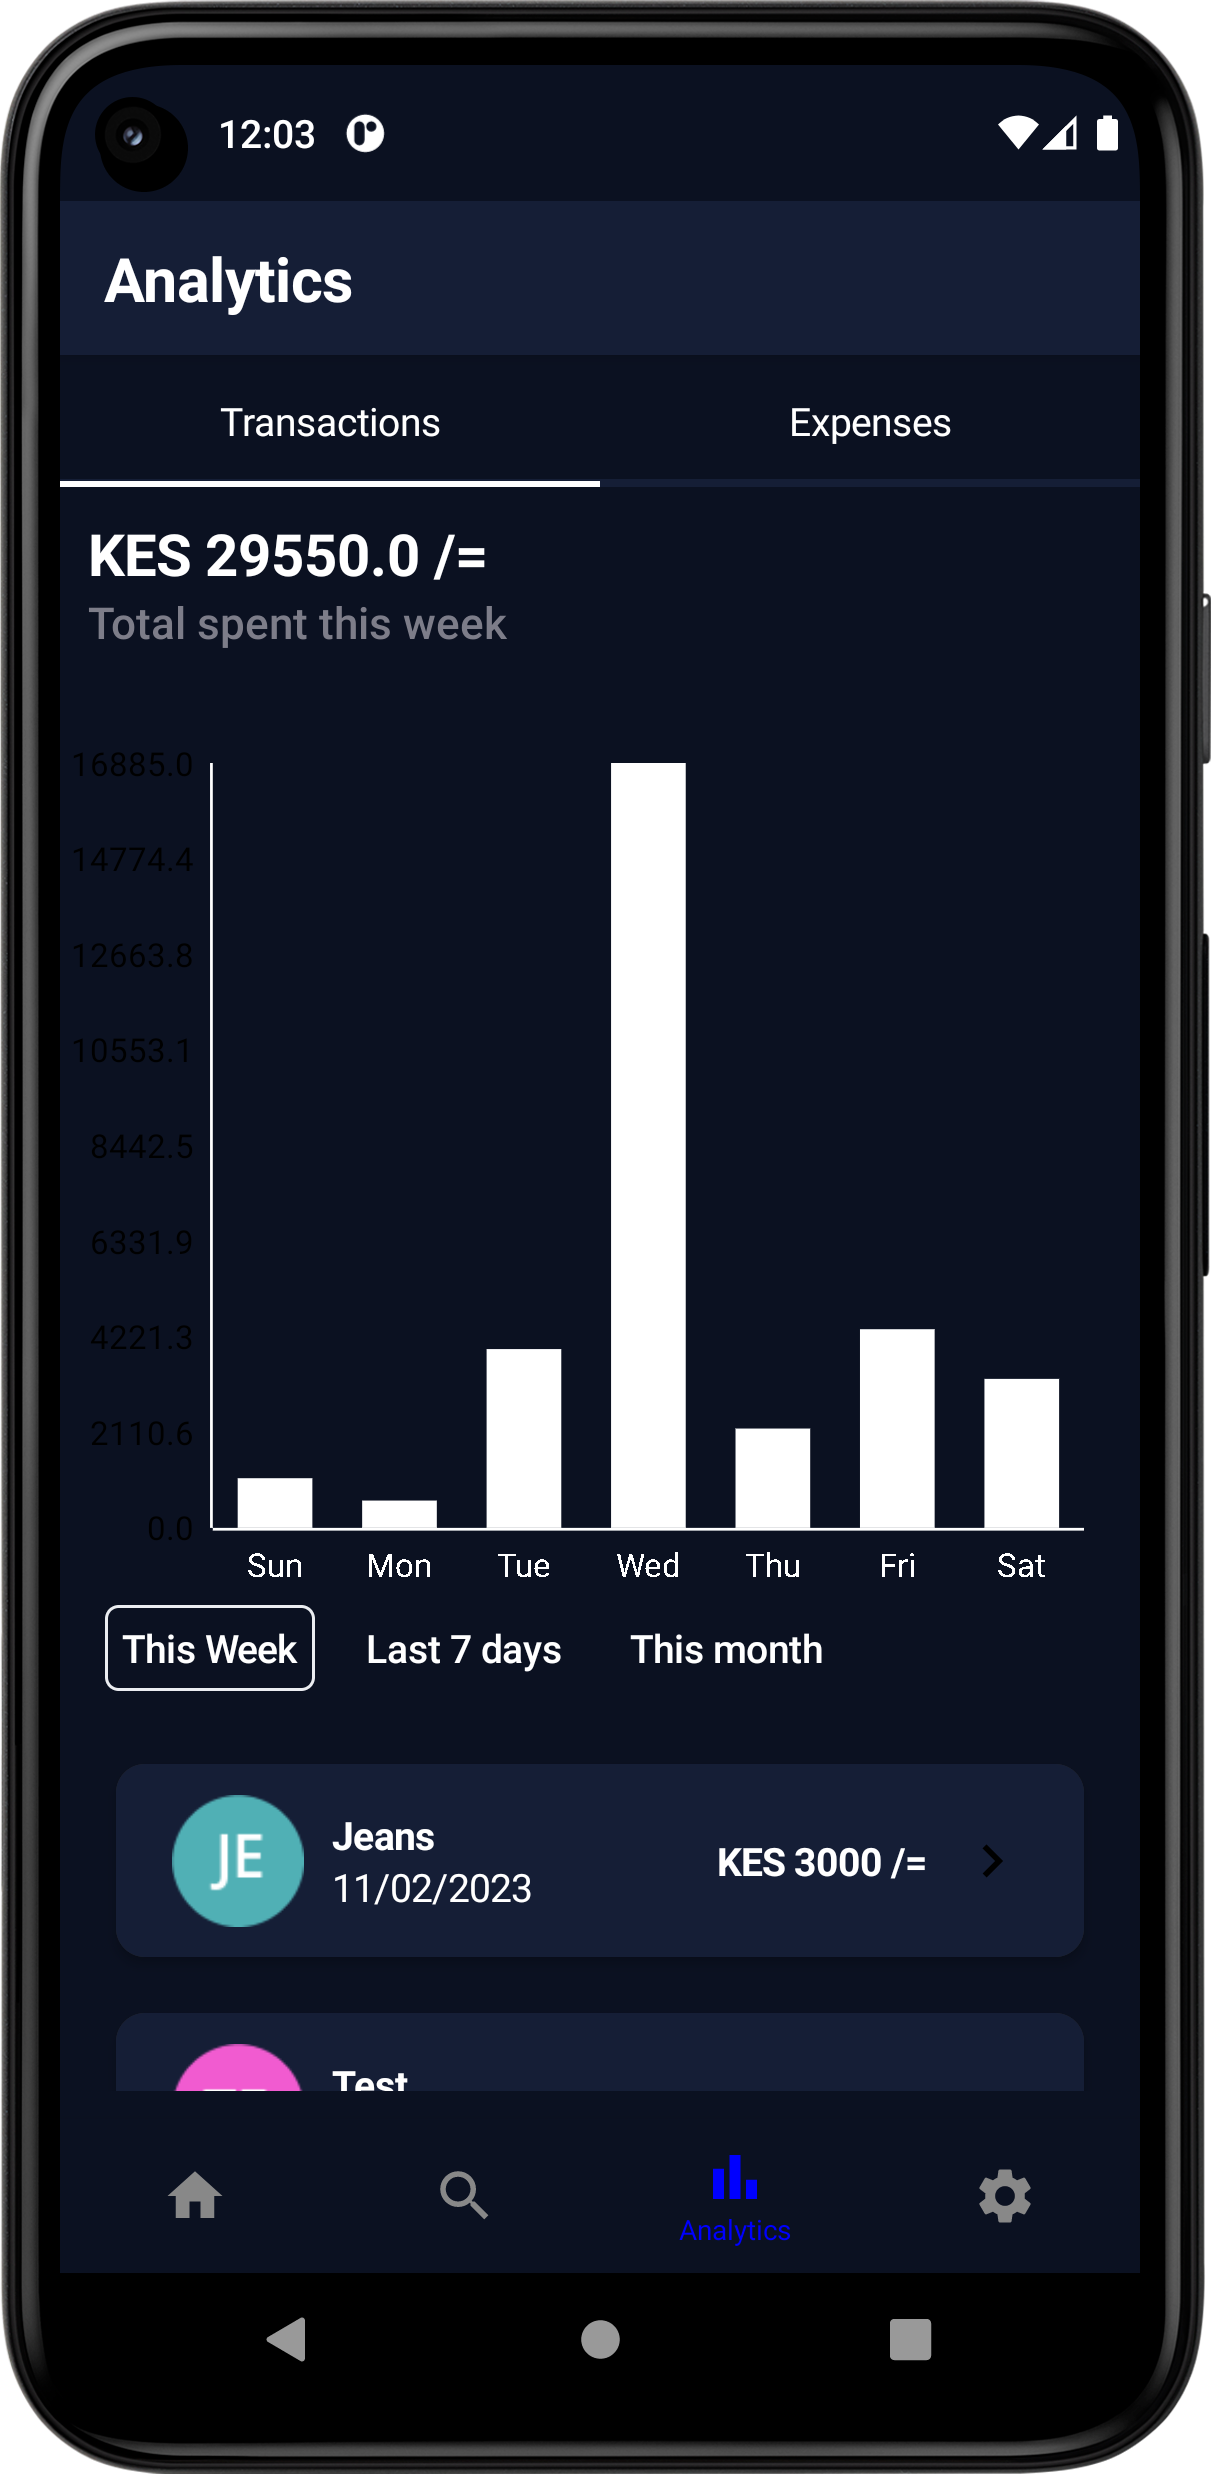 12:03
Analytics
Transactions Expenses
KES 29550.0 /=
Total spent this week
16885.0
14774.4
12663.8
10553.1
8442.5
6331.9
4221.3
2110.6
0.0
Sun Mon Tue Wed Thu Fri Sat
This Week Last 7 days This month
JE
Jeans
KES 3000 /=
11/02/2023
Test
Analytics